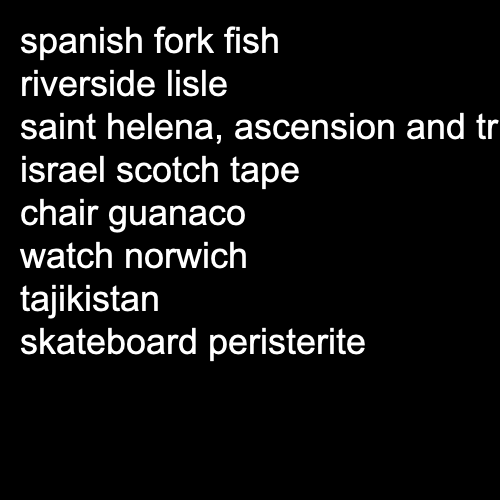 spanish fork fish
riverside lisle
saint helena, ascension and
israel scotch tape
chair guanaco
watch norwich
tajikistan
skateboard peristerite